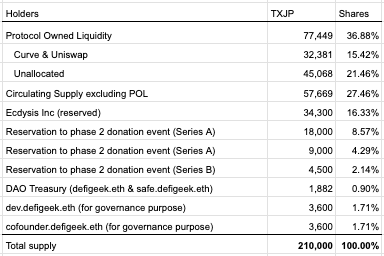 Holders TXJP Shares
Protocol Owned Liquidity 77,449 36.88%
Curve & Uniswap 32,381 15.42%
Unallocated 45,068 21.46%
Circulating Supply excluding POL 57,669 27.46%
Ecdysis Inc (reserved) 34,300 16.33%
Reservation to phase 2 donation event (Series A) 18,000 8.57%
Reservation to phase 2 donation event (Series A) 9,000 4.29%
Reservation to phase 2 donation event (Series B) 4,500 2.14%
DAO Treasury (defigeek.eth & safe.defigeek.eth) 1,882 0.90%
dev.defigeek.eth (for governance purpose) 3,600 1.71%
cofounder.defigeek.eth (for governance purpose) 3,600 1.71%
Total supply 210,000 100.00%